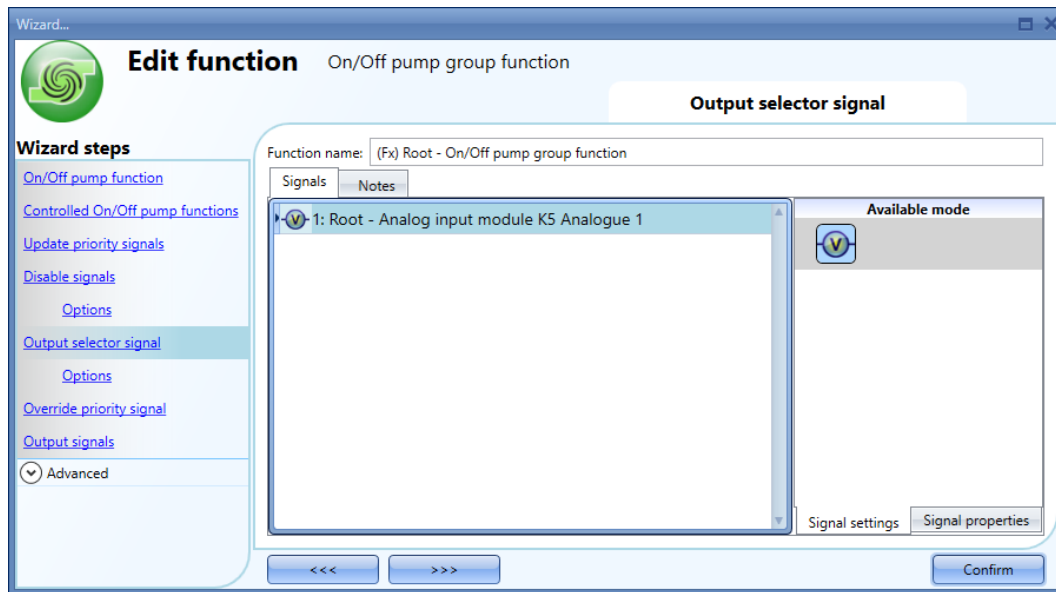 Wizard...
Edit function On/Off pump group function
Output selector signal
Wizard steps
On/Off pump function
Controlled On/Off pump functions
Update priority signals
Disable signals
Options
Output selector signal
Options
Override priority signal
Output signals
Advanced
Function name: (Fx) Root - On/Off pump group function
Signals Notes
V 1: Root - Analog input module K5 Analogue 1
Available mode
V
Signal settings Signal properties
<<< >>> Confirm